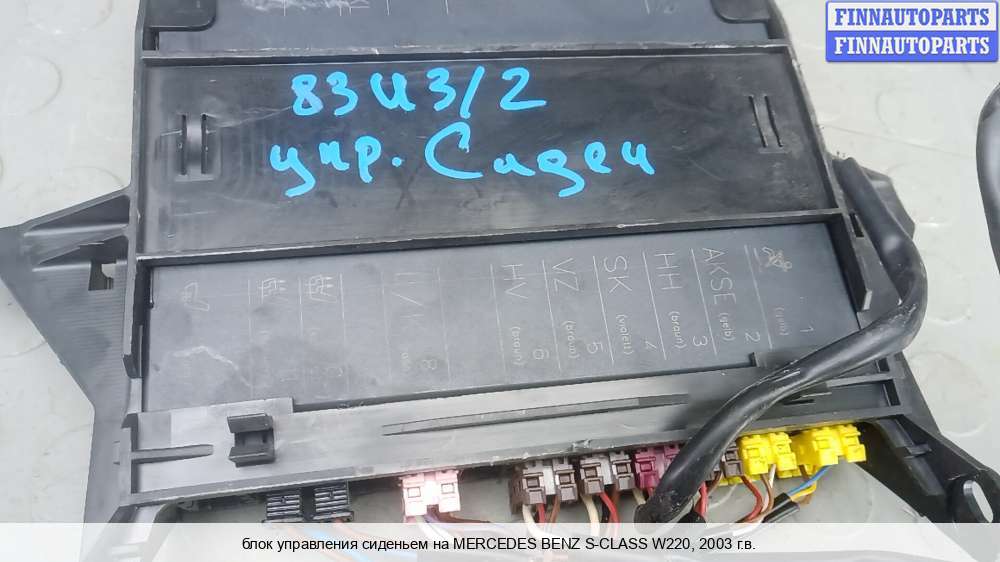 FINNAUTOPARTS
FINNAUTOPARTS
83и3/2
упр. Сиден
HV
(braun)
6
VZ
(braun)
5
SK
(violett)
4
HH
(braun)
3
AKSE
(gelb)
2
1
8
блок управления сиденьем на MERCEDES BENZ S-CLASS W220, 2003 г.в.